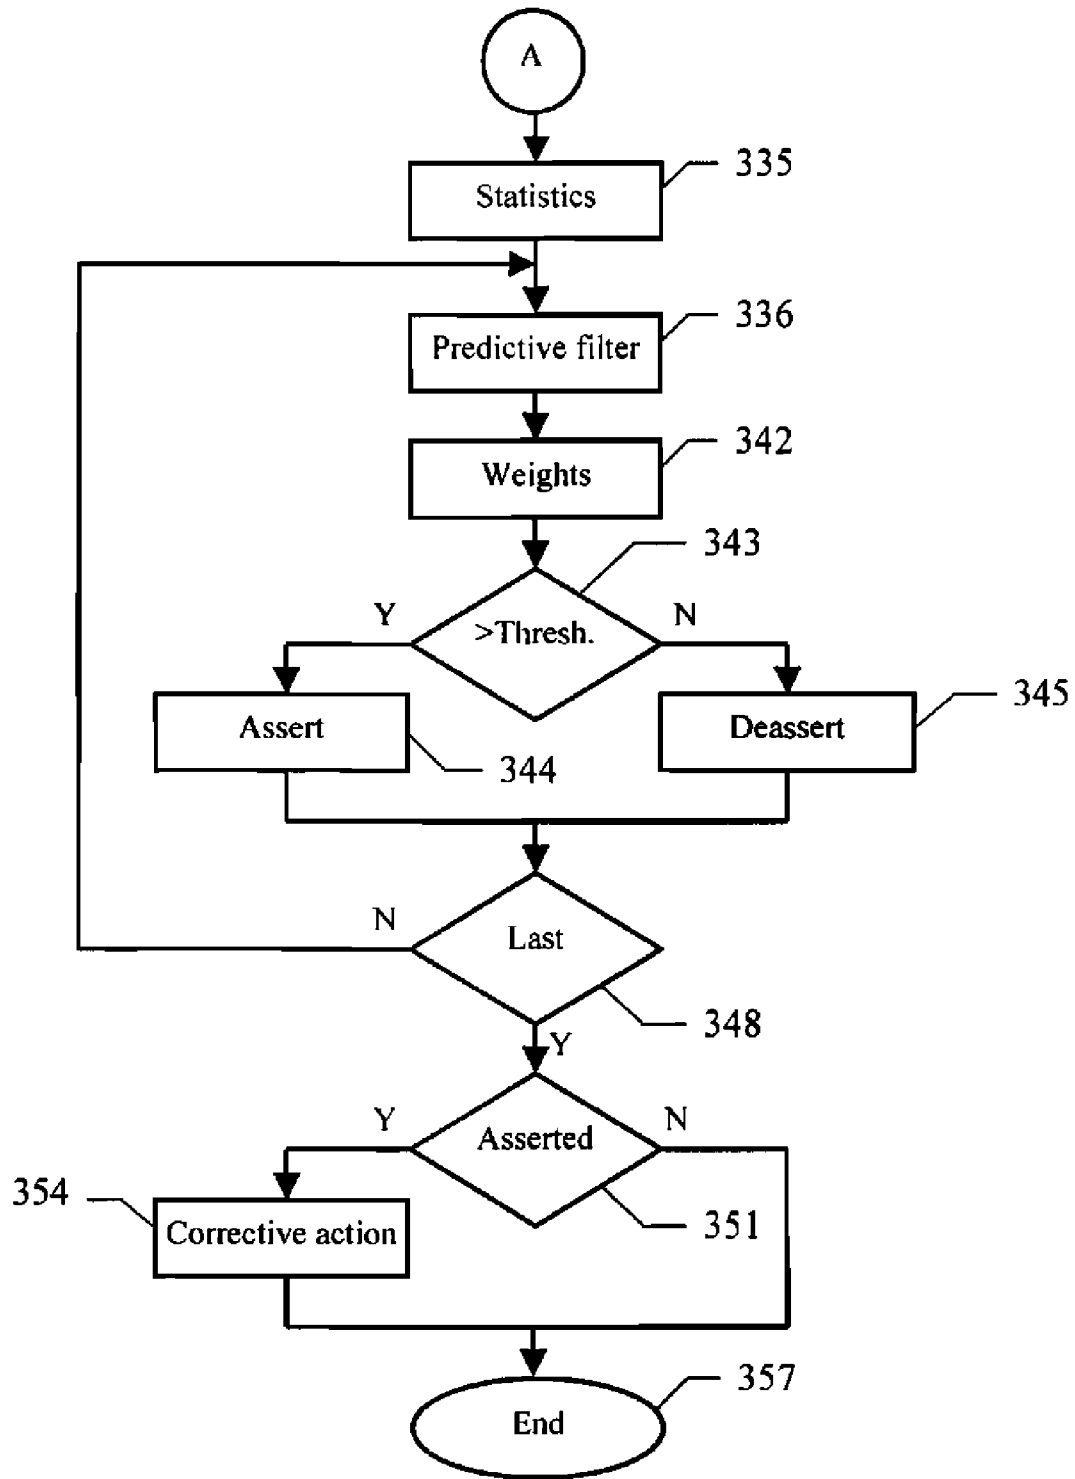 A
335
Statistics
336
Predictive filter
342
Weights
343
Y
>Thresh.
N
345
Assert
Deassert
344
N
Last
348
Y
Y
Asserted
N
354
Corrective action
351
357
End